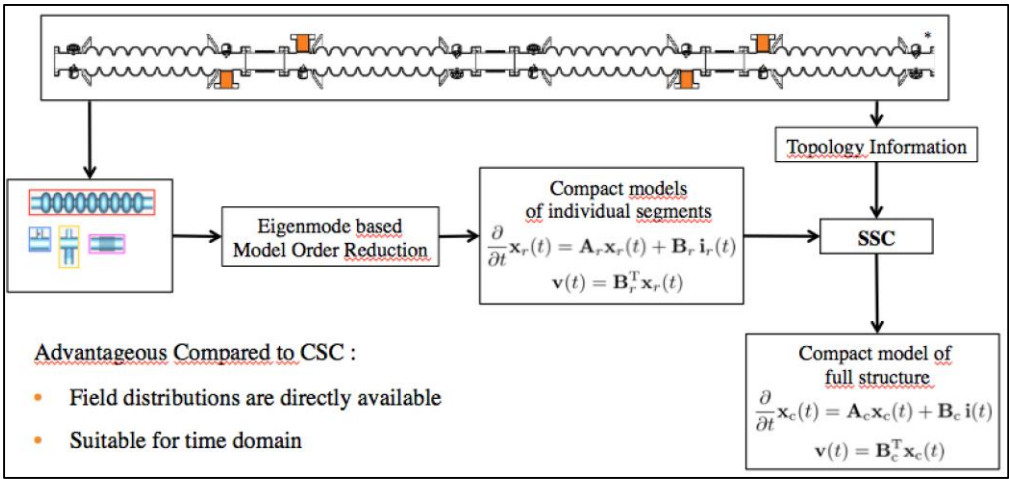 *
Topology Information
Eigenmode based
Model Order Reduction
Compact models
of individual segments
∂/∂t x_r(t) = A_r x_r(t) + B_r i_r(t)
v(t) = B_r^T x_r(t)
SSC
Compact model of
full structure
∂/∂t x_c(t) = A_c x_c(t) + B_c i(t)
v(t) = B_c^T x_c(t)
Advantageous Compared to CSC :
• Field distributions are directly available
• Suitable for time domain